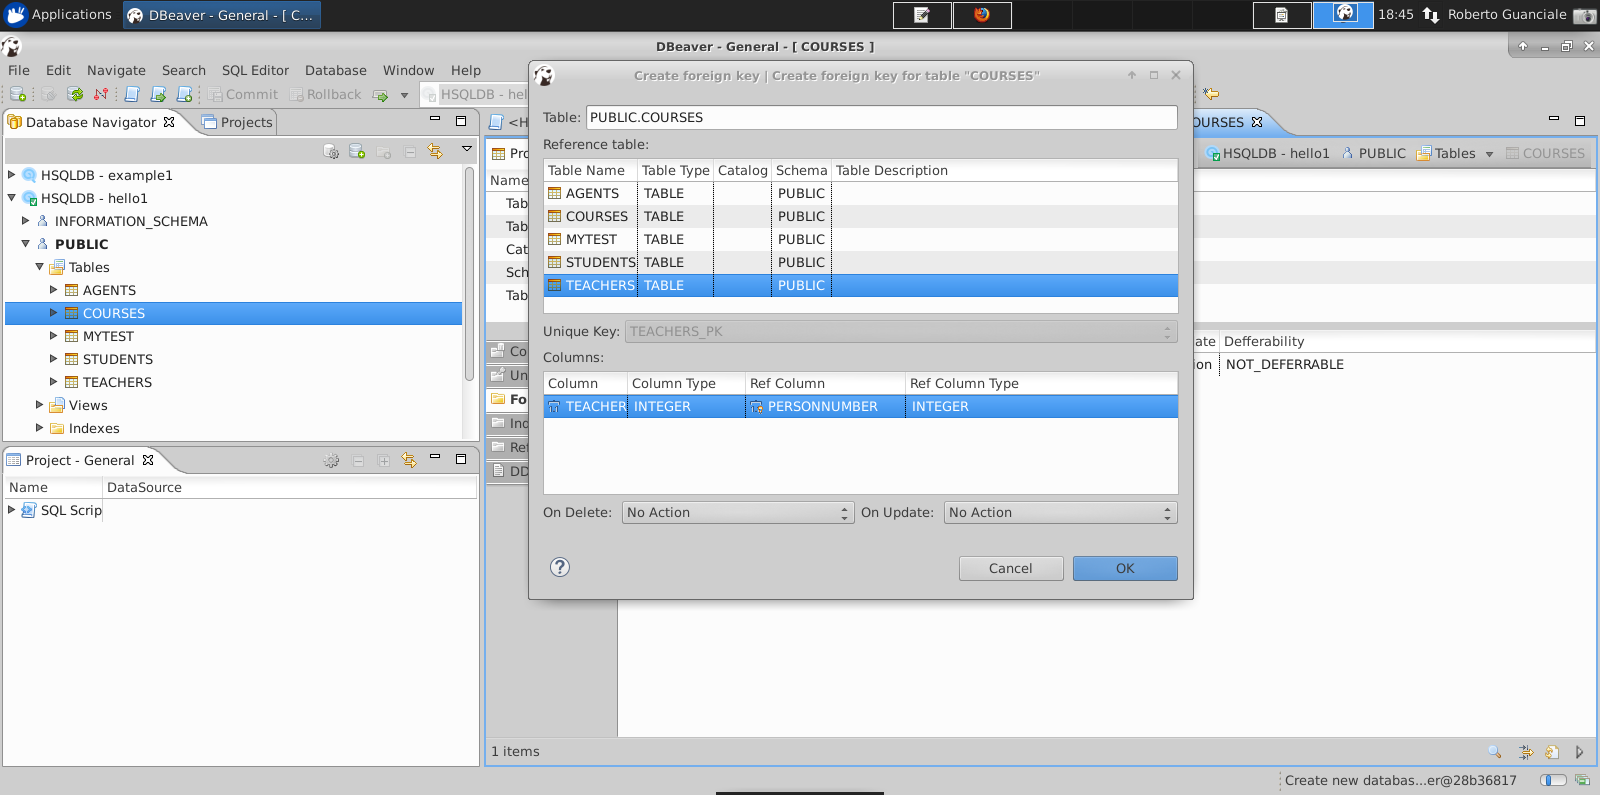 Applications
DBeaver - General - [ C...
18:45
Roberto Guanciale
DBeaver - General - [ COURSES ]
File Edit Navigate Search SQL Editor Database Window Help
Commit Rollback HSQLDB - hel
Database Navigator
Projects
HSQLDB - example1
HSQLDB - hello1
INFORMATION_SCHEMA
PUBLIC
Tables
AGENTS
COURSES
MYTEST
STUDENTS
TEACHERS
Views
Indexes
Project - General
Name DataSource
SQL Scrip
<H
Pro
Name
Tab
Tab
Cat
Sch
Tab
Co
Un
Fo
Ind
Ref
DD
Create foreign key | Create foreign key for table "COURSES"
Table: PUBLIC.COURSES
Reference table:
Table Name Table Type Catalog Schema Table Description
AGENTS TABLE PUBLIC
COURSES TABLE PUBLIC
MYTEST TABLE PUBLIC
STUDENTS TABLE PUBLIC
TEACHERS TABLE PUBLIC
Unique Key: TEACHERS_PK
Columns:
Column Column Type Ref Column Ref Column Type
TEACHER INTEGER PERSONNUMBER INTEGER
On Delete: No Action On Update: No Action
?
Cancel OK
OURSES
HSQLDB - hello1 PUBLIC Tables COURSES
ate Defferability
ion NOT_DEFERRABLE
1 items
Create new databas...er@28b36817